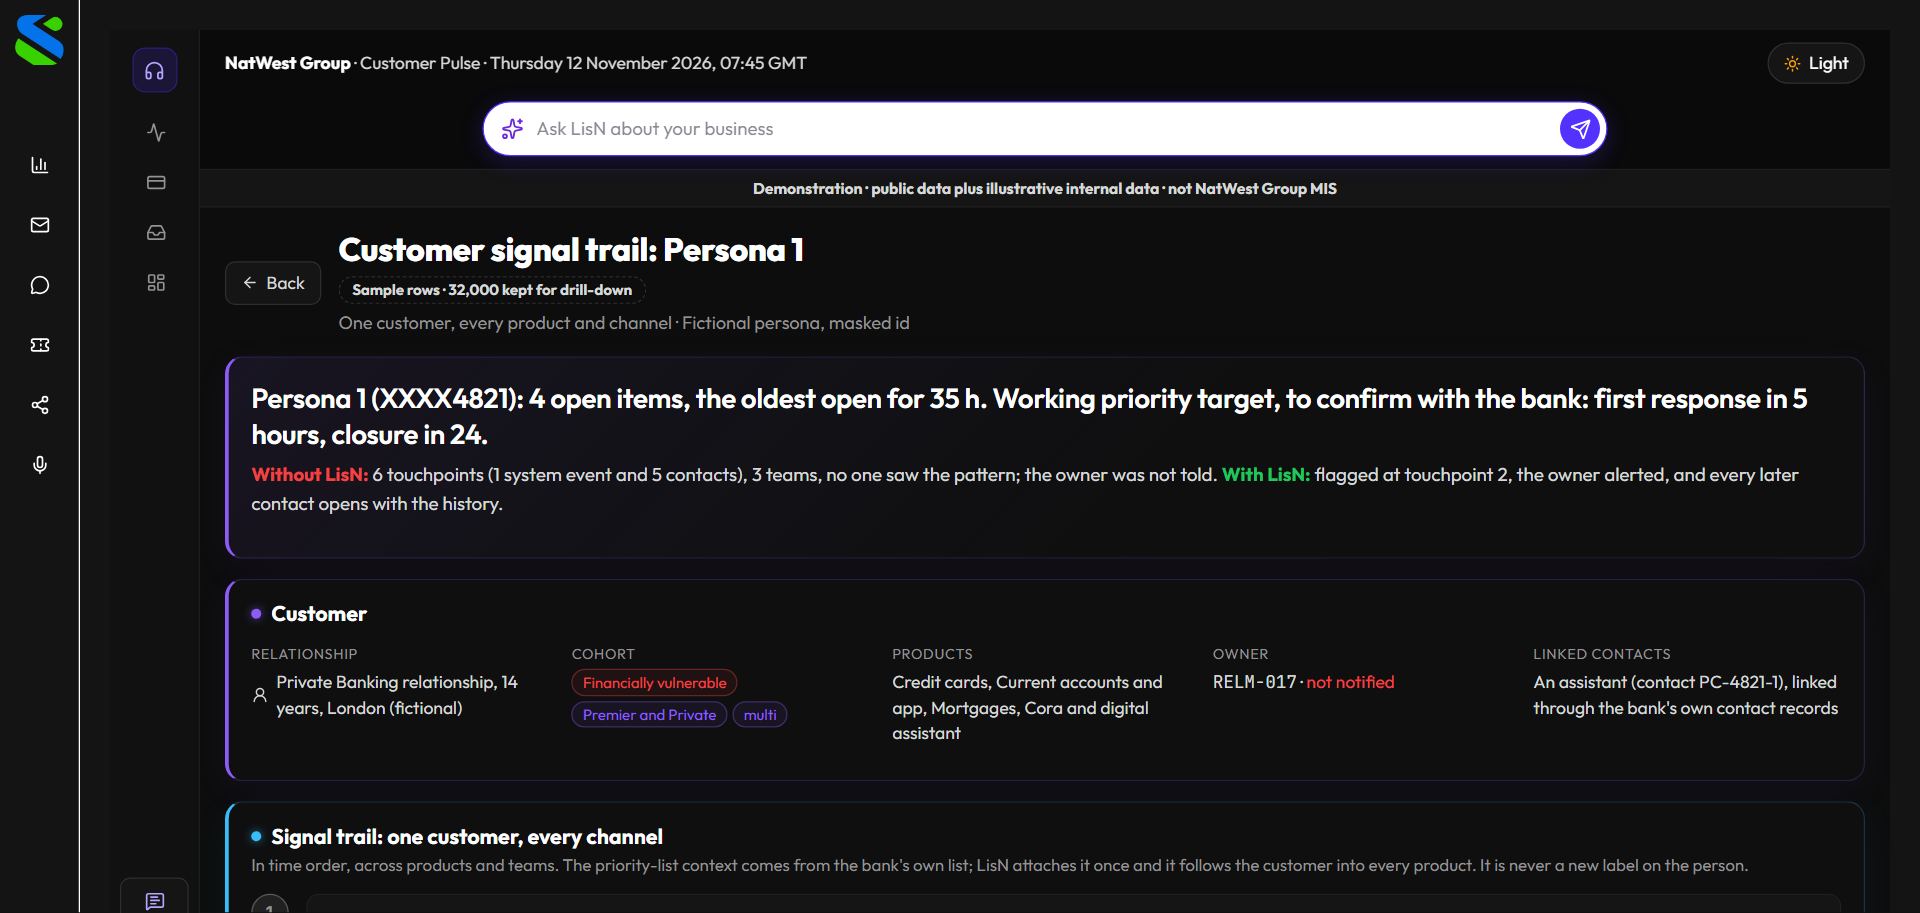 NatWest Group · Customer Pulse · Thursday 12 November 2026, 07:45 GMT
Light
Ask LisN about your business
Demonstration · public data plus illustrative internal data · not NatWest Group MIS
Back
Customer signal trail: Persona 1
Sample rows · 32,000 kept for drill-down
One customer, every product and channel · Fictional persona, masked id
Persona 1 (XXXX4821): 4 open items, the oldest open for 35 h. Working priority target, to confirm with the bank: first response in 5
hours, closure in 24.
Without LisN: 6 touchpoints (1 system event and 5 contacts), 3 teams, no one saw the pattern; the owner was not told. With LisN: flagged at touchpoint 2, the owner alerted, and every later
contact opens with the history.
Customer
RELATIONSHIP
Private Banking relationship, 14
years, London (fictional)
COHORT
Financially vulnerable
Premier and Private
multi
PRODUCTS
Credit cards, Current accounts and
app, Mortgages, Cora and digital
assistant
OWNER
RELM-017 · not notified
LINKED CONTACTS
An assistant (contact PC-4821-1), linked
through the bank's own contact records
Signal trail: one customer, every channel
In time order, across products and teams. The priority-list context comes from the bank's own list; LisN attaches it once and it follows the customer into every product. It is never a new label on the person.
1